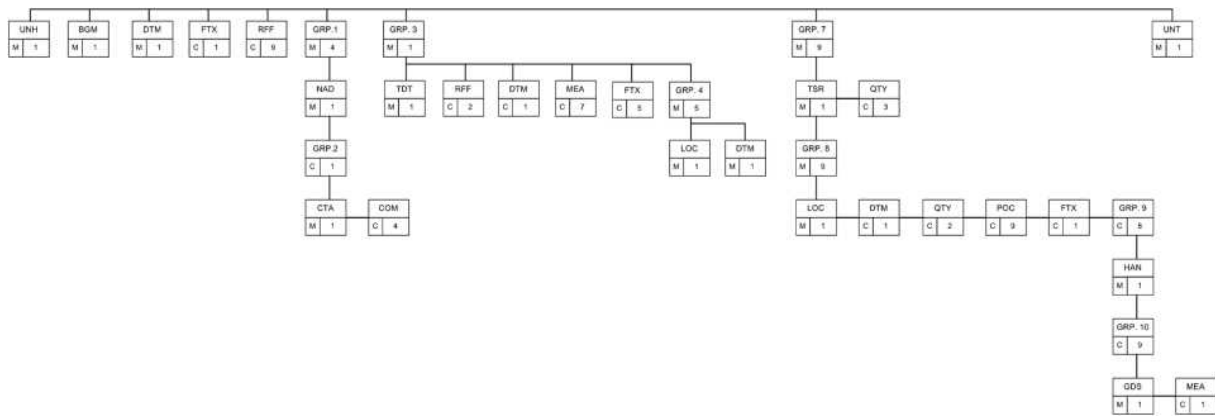 UNH BGM DTM FTX RFF GRP.1 GRP. 3 GRP. 7 UNT
M 1 M 1 M 1 C 1 C 9 M 4 M 1 M 9 M 1
NAD TDT RFF DTM MEA FTX GRP. 4 TSR QTY
M 1 M 1 C 2 C 1 C 7 C 5 M 5 M 1 C 3
GRP.2 LOC DTM GRP. 8
C 1 M 1 M 1 M 9
CTA COM LOC DTM QTY POC FTX GRP. 9
M 1 C 4 M 1 C 1 C 2 C 9 C 1 C
HAN
M 1
GRP. 10
C 9
GDS MEA
M 1 C 1